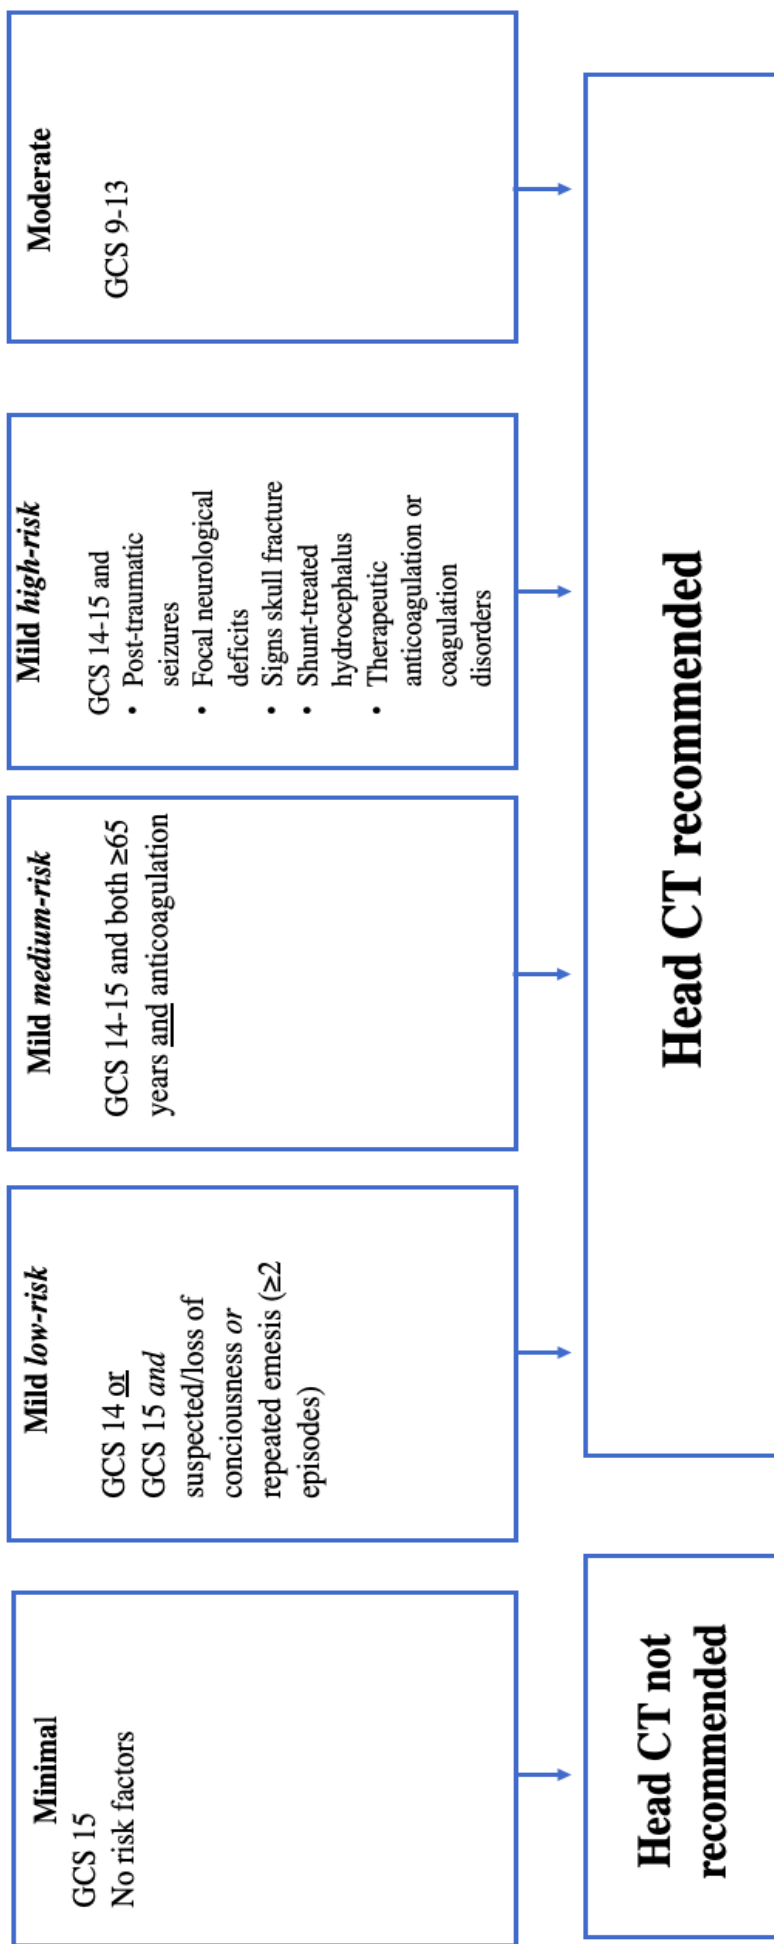 Minimal
GCS 15
No risk factors
Mild low-risk
GCS 14 or
GCS 15 and
suspected/loss of
conciousness or
repeated emesis (≥2
episodes)
Mild medium-risk
GCS 14-15 and both ≥65
years and anticoagulation
Mild high-risk
GCS 14-15 and
• Post-traumatic
seizures
• Focal neurological
deficits
• Signs skull fracture
• Shunt-treated
hydrocephalus
• Therapeutic
anticoagulation or
coagulation
disorders
Moderate
GCS 9-13
Head CT not
recommended
Head CT recommended